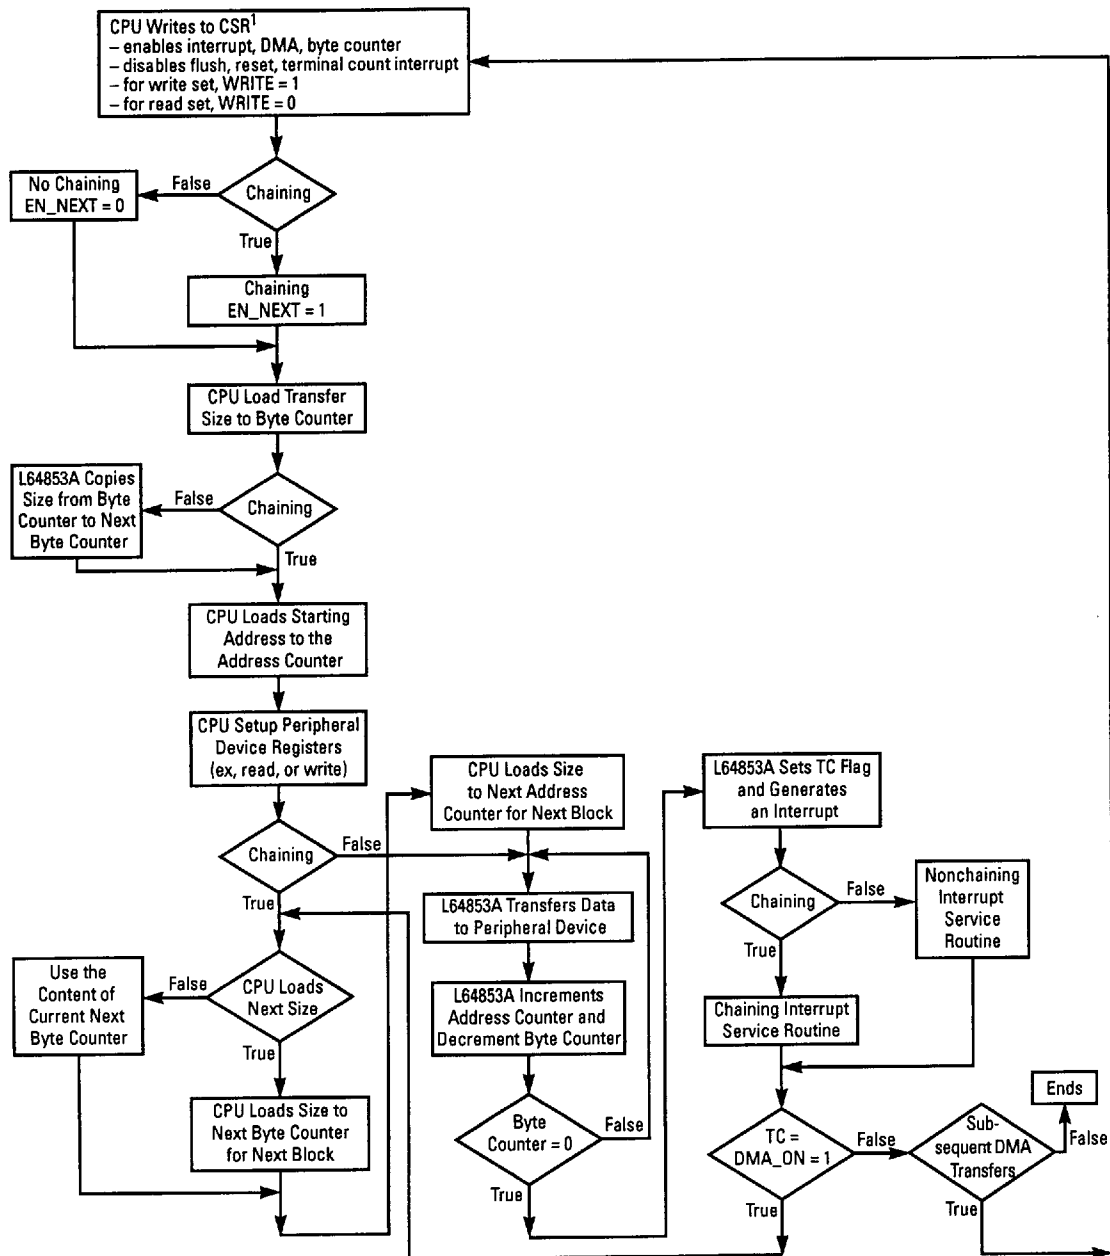 CPU Writes to CSR1
– enables interrupt, DMA, byte counter
– disables flush, reset, terminal count interrupt
– for write set, WRITE = 1
– for read set, WRITE = 0
Chaining
False
No Chaining
EN_NEXT = 0
True
Chaining
EN_NEXT = 1
CPU Load Transfer
Size to Byte Counter
Chaining
False
L64853A Copies
Size from Byte
Counter to Next
Byte Counter
True
CPU Loads Starting
Address to the
Address Counter
CPU Setup Peripheral
Device Registers
(ex, read, or write)
Chaining
False
True
CPU Loads
Next Size
False
Use the
Content of
Current Next
Byte Counter
True
CPU Loads Size to
Next Byte Counter
for Next Block
CPU Loads Size
to Next Address
Counter for Next Block
L64853A Transfers Data
to Peripheral Device
L64853A Increments
Address Counter and
Decrement Byte Counter
Byte
Counter = 0
False
True
L64853A Sets TC Flag
and Generates
an Interrupt
Chaining
False
Nonchaining
Interrupt
Service
Routine
True
Chaining Interrupt
Service Routine
TC =
DMA_ON = 1
False
True
Sub-
sequent DMA
Transfers
False
Ends
True